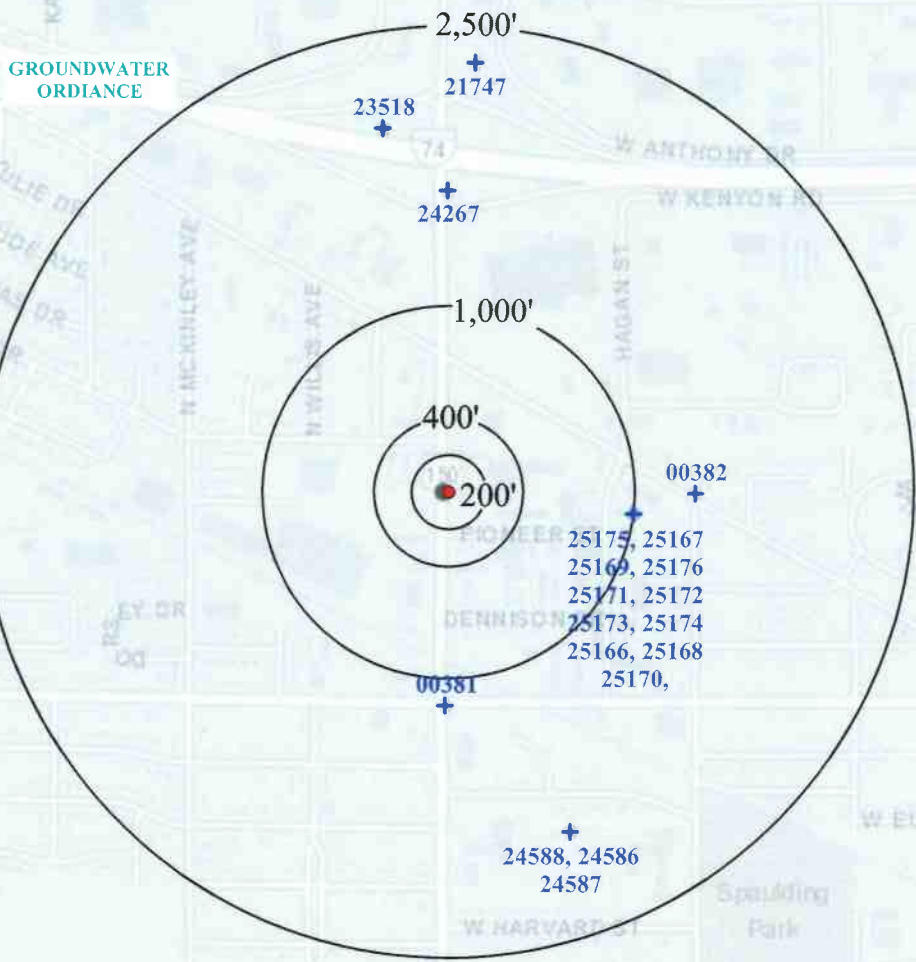 2,500'
GROUNDWATER
ORDIANCE
21747
23518
74
W ANTHONY DR
W KENYON RD
24267
N MCKINLEY AVE
N WILLIS AVE
HAGAN ST
1,000'
400'
150
200'
00382
PIONEER ST
25175, 25167
25169, 25176
25171, 25172
DENNISON
25173, 25174
25166, 25168
25170,
EY DR
00381
24588, 24586
24587
W HARVARD ST
Spaulding
Park